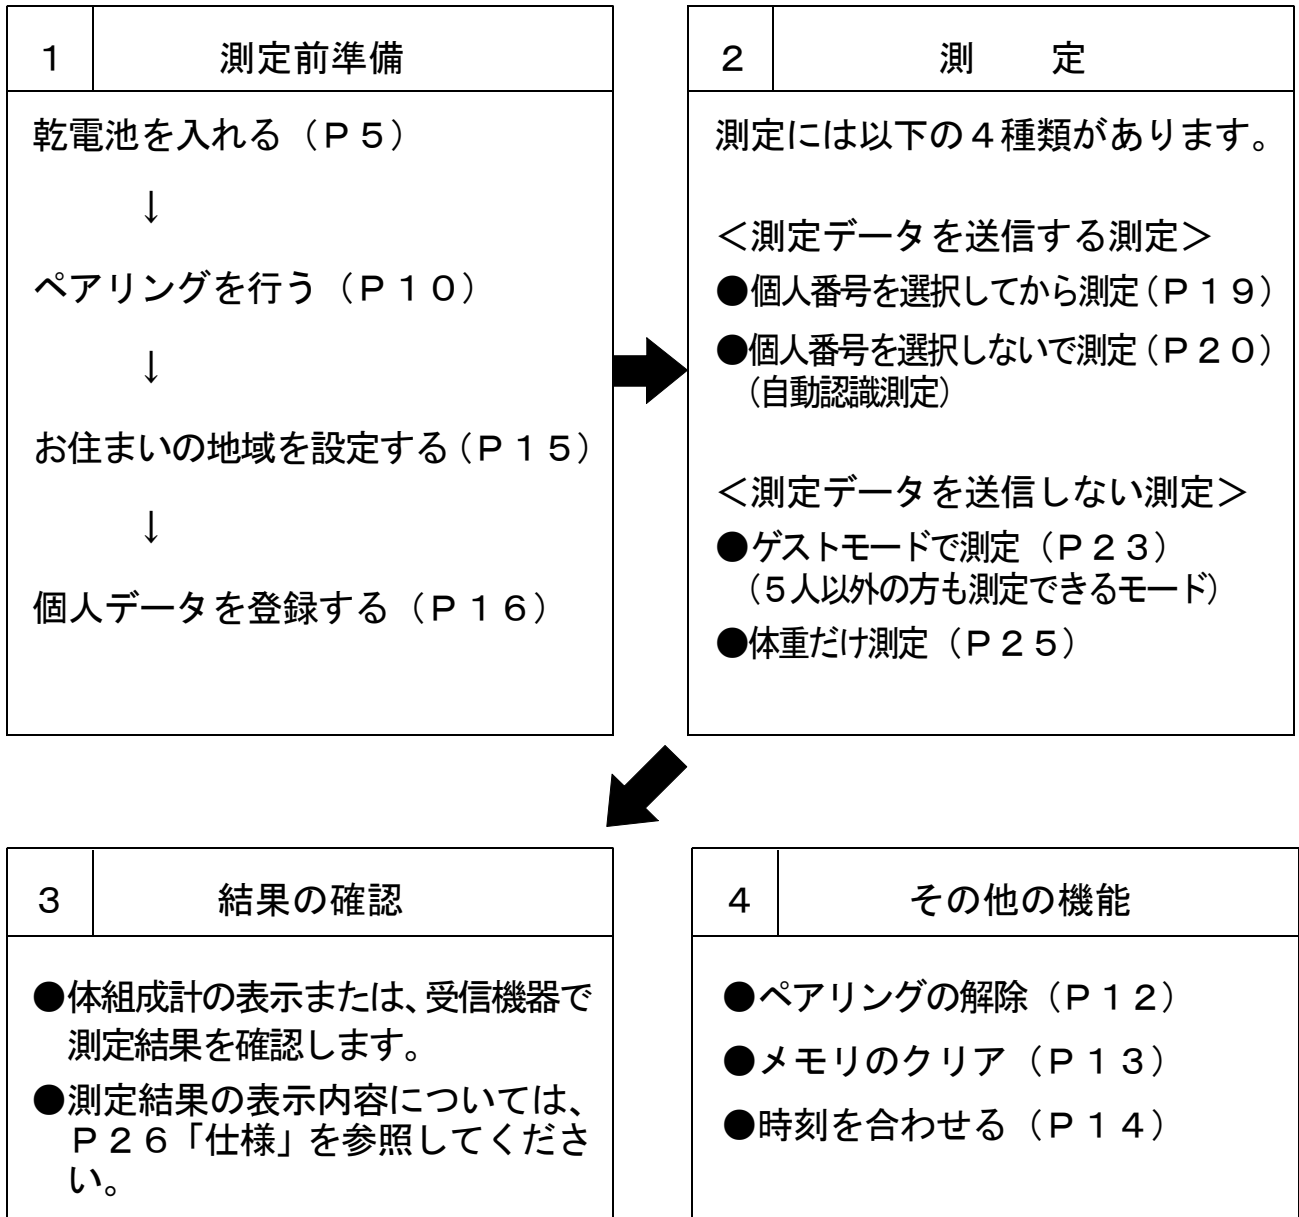 １ 測定前準備
乾電池を入れる（Ｐ５）
↓
ペアリングを行う（Ｐ１０）
↓
お住まいの地域を設定する（Ｐ１５）
↓
個人データを登録する（Ｐ１６）
２ 測　定
測定には以下の４種類があります。
＜測定データを送信する測定＞
●個人番号を選択してから測定（Ｐ１９）
●個人番号を選択しないで測定（Ｐ２０）
（自動認識測定）
＜測定データを送信しない測定＞
●ゲストモードで測定（Ｐ２３）
（５人以外の方も測定できるモード）
●体重だけ測定（Ｐ２５）
３ 結果の確認
●体組成計の表示または、受信機器で
測定結果を確認します。
●測定結果の表示内容については、
Ｐ２６「仕様」を参照してくださ
い。
４ その他の機能
●ペアリングの解除（Ｐ１２）
●メモリのクリア（Ｐ１３）
●時刻を合わせる（Ｐ１４）